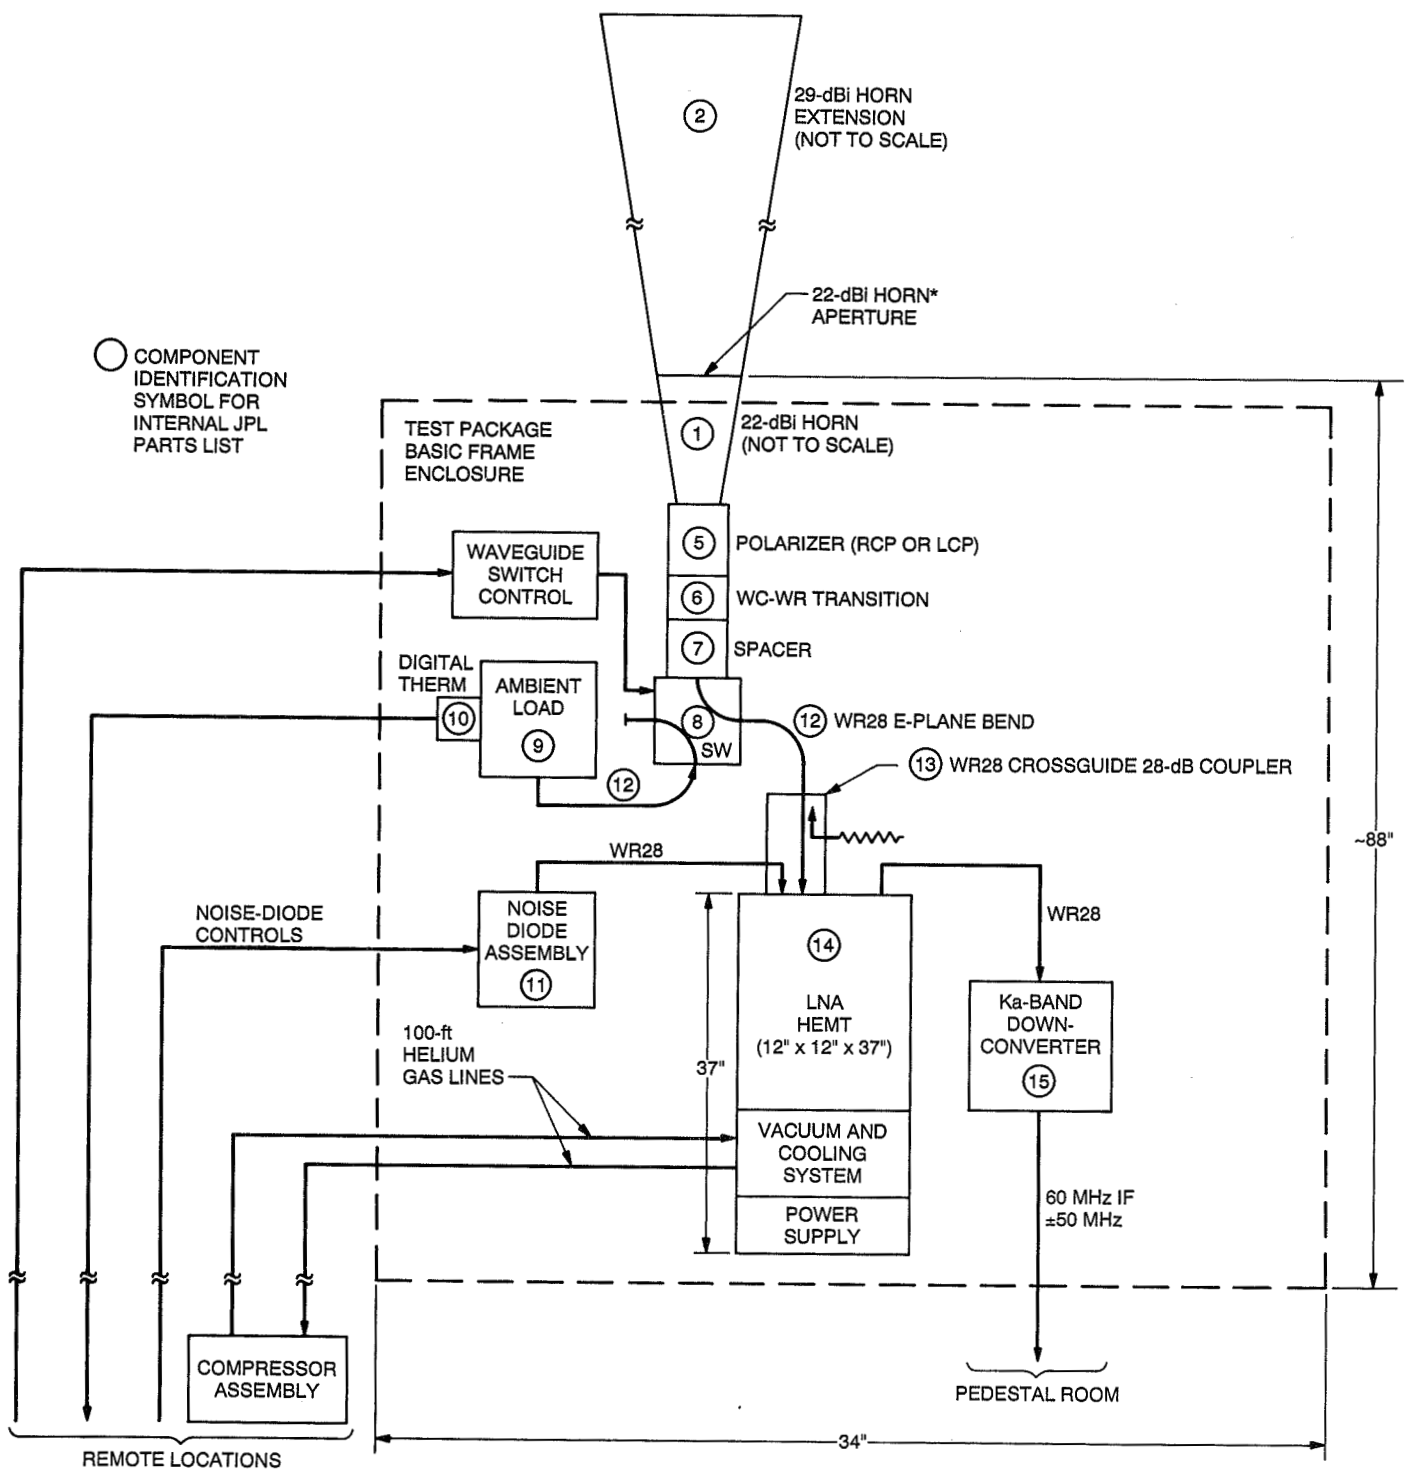 2
29-dBi HORN
EXTENSION
(NOT TO SCALE)
22-dBi HORN*
APERTURE
COMPONENT
IDENTIFICATION
SYMBOL FOR
INTERNAL JPL
PARTS LIST
TEST PACKAGE
BASIC FRAME
ENCLOSURE
1
22-dBi HORN
(NOT TO SCALE)
5
POLARIZER (RCP OR LCP)
WAVEGUIDE
SWITCH
CONTROL
6
WC-WR TRANSITION
7
SPACER
DIGITAL
THERM
10
AMBIENT
LOAD
9
8
SW
12
WR28 E-PLANE BEND
12
13
WR28 CROSSGUIDE 28-dB COUPLER
~88"
WR28
NOISE-DIODE
CONTROLS
NOISE
DIODE
ASSEMBLY
11
14
LNA
HEMT
(12" x 12" x 37")
WR28
37"
Ka-BAND
DOWN-
CONVERTER
15
100-ft
HELIUM
GAS LINES
VACUUM AND
COOLING
SYSTEM
POWER
SUPPLY
60 MHz IF
±50 MHz
COMPRESSOR
ASSEMBLY
PEDESTAL ROOM
34"
REMOTE LOCATIONS